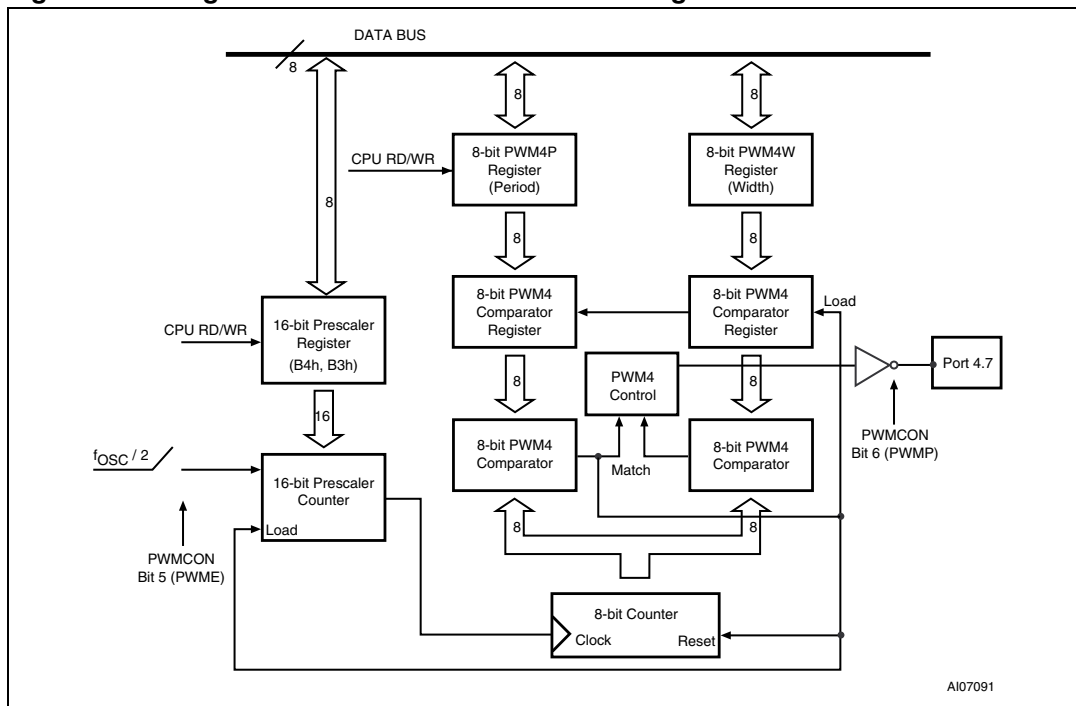 DATA BUS
8
8
8
CPU RD/WR
8-bit PWM4P
Register
(Period)
8-bit PWM4W
Register
(Width)
8
8
8
CPU RD/WR
16-bit Prescaler
Register
(B4h, B3h)
8-bit PWM4
Comparator
Register
8-bit PWM4
Comparator
Register
Load
8
8
PWM4
Control
Port 4.7
16
PWMCON
Bit 6 (PWMP)
fOSC / 2
16-bit Prescaler
Counter
Load
8-bit PWM4
Comparator
Match
8-bit PWM4
Comparator
8
8
PWMCON
Bit 5 (PWME)
8-bit Counter
Clock
Reset
AI07091